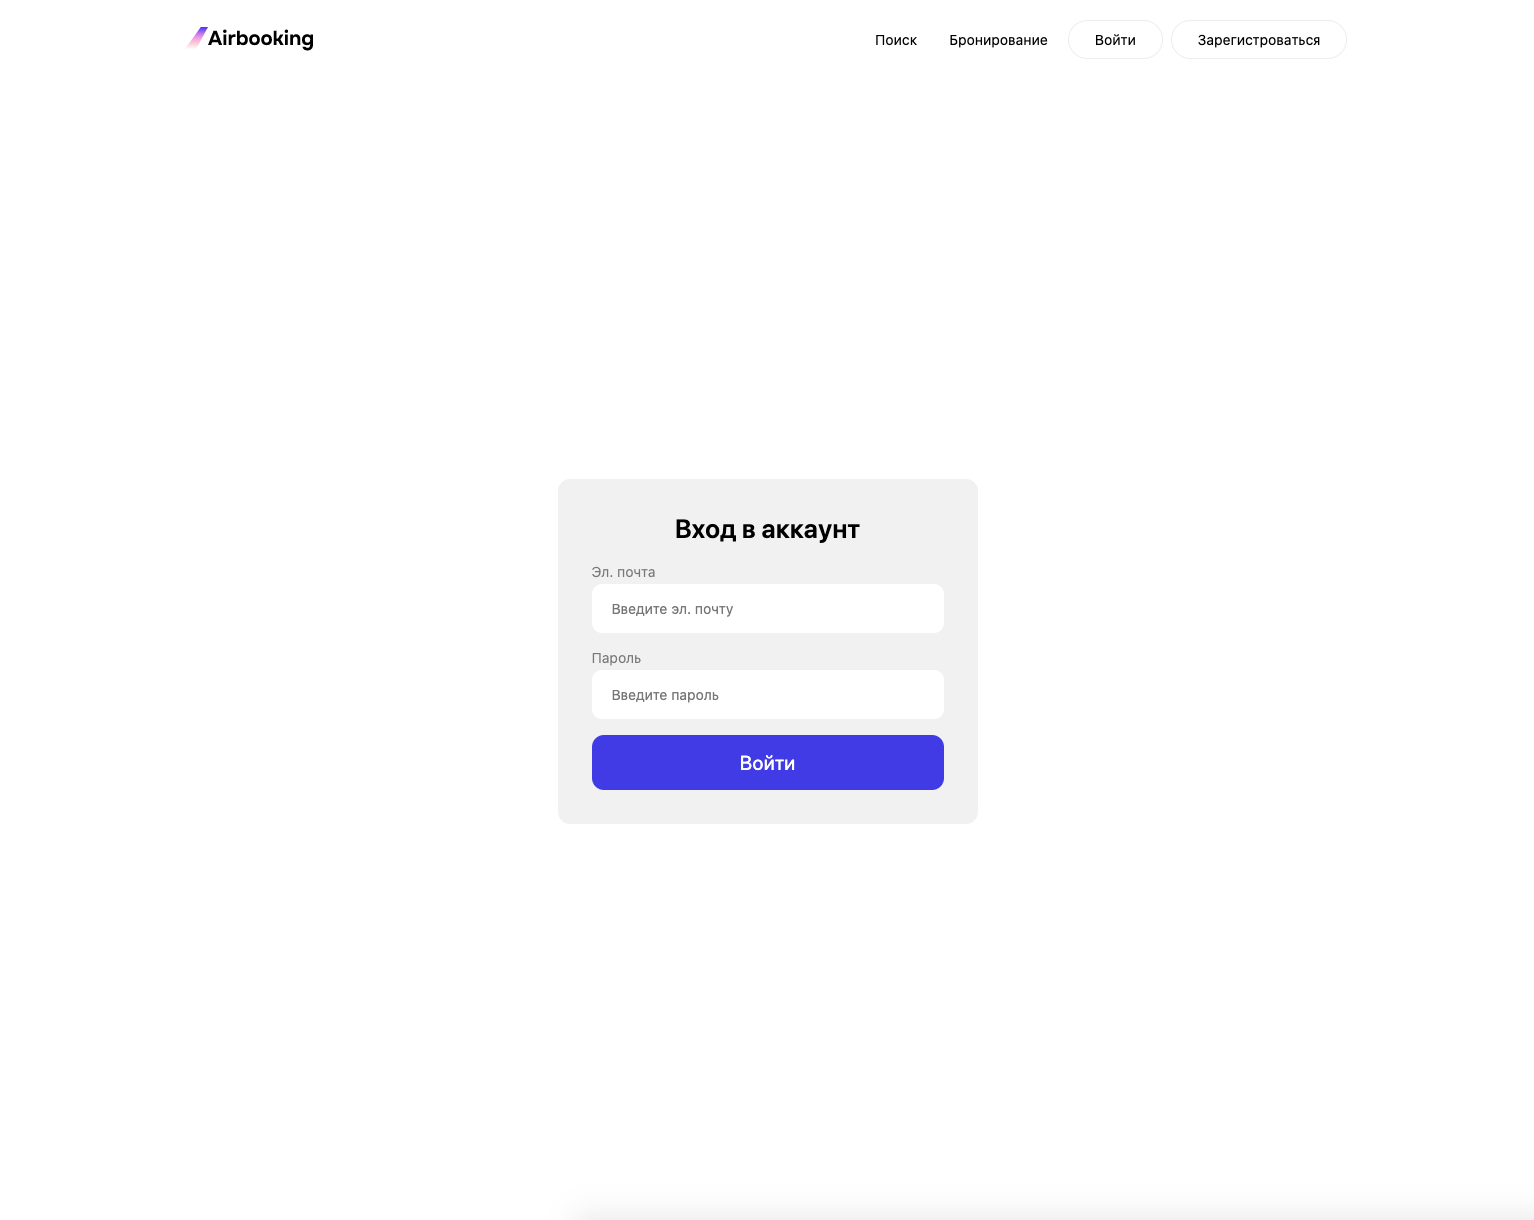 Airbooking
Поиск
Бронирование
Войти
Зарегистроваться
Вход в аккаунт
Эл. почта
Введите эл. почту
Пароль
Введите пароль
Войти